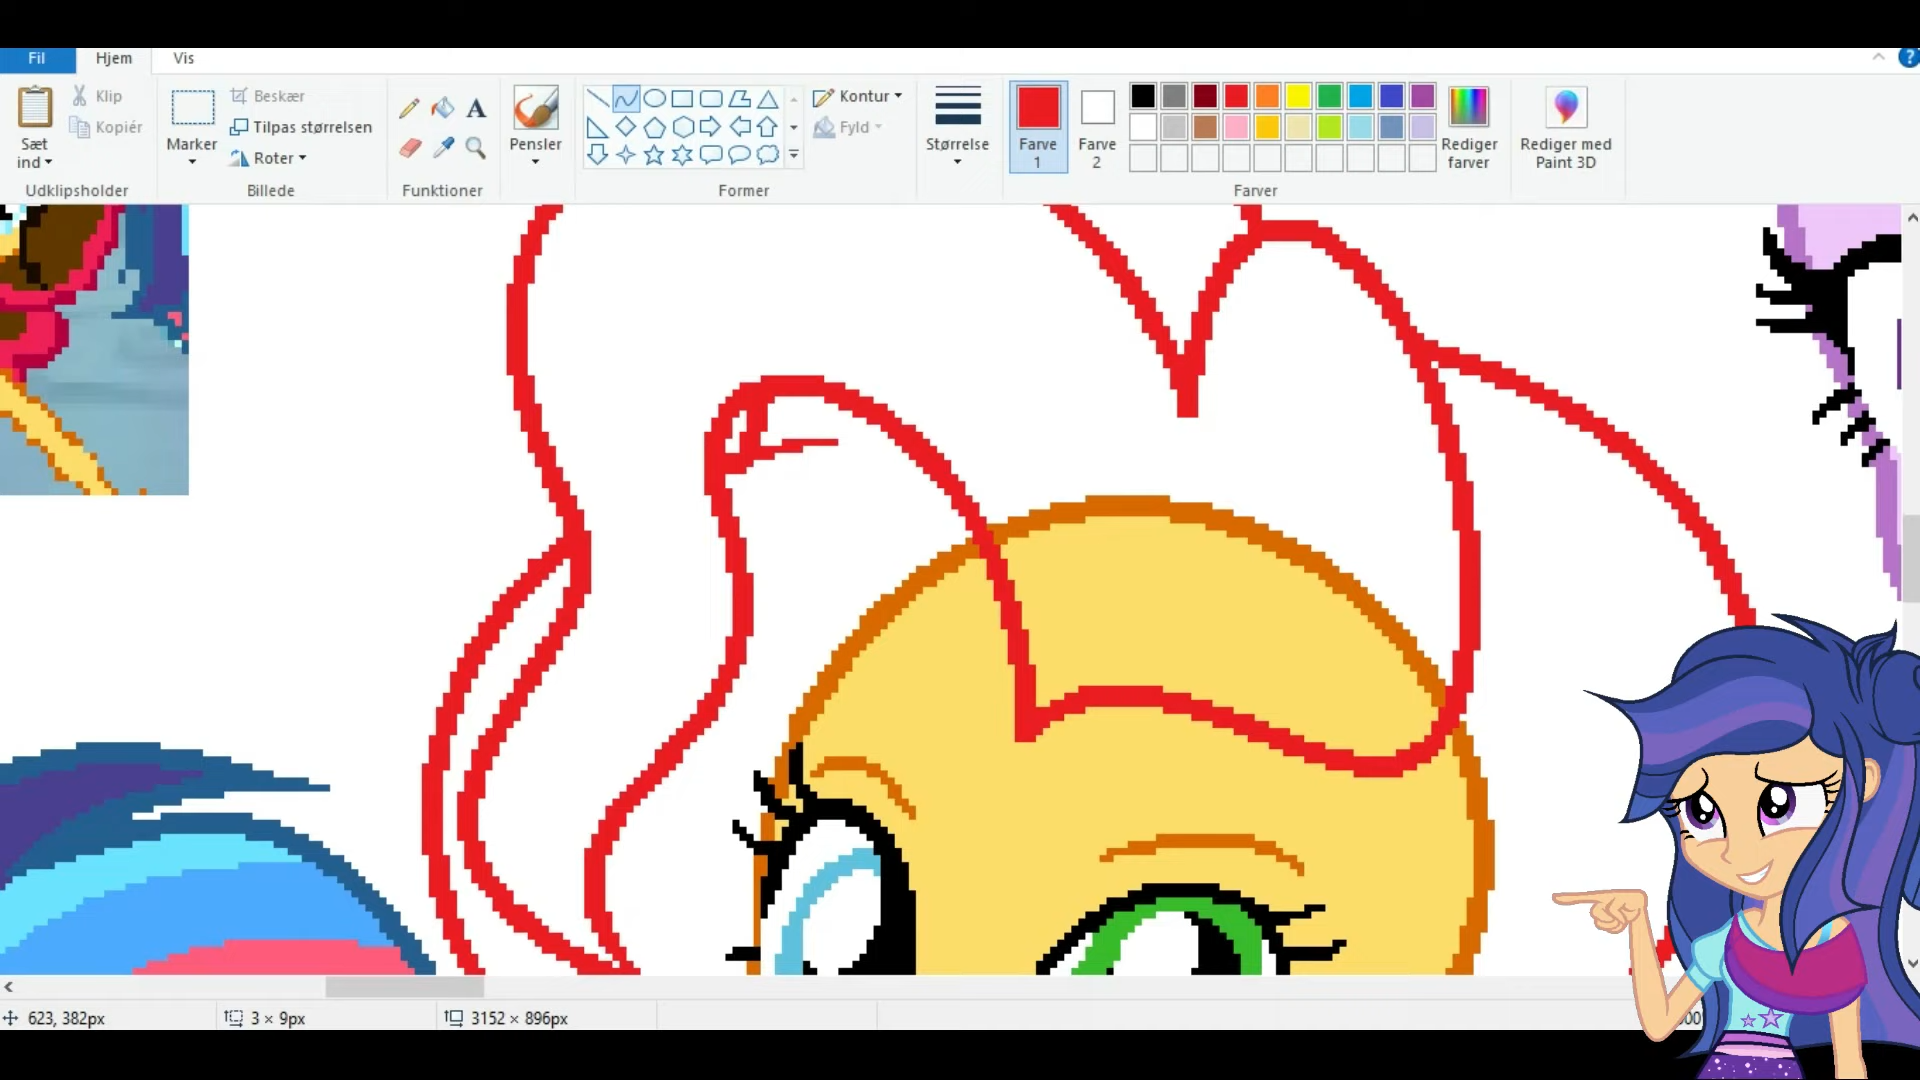 Fil Hjem Vis ?
Sæt ind
Klip
Kopiér
Udklipsholder
Marker
Beskær
Tilpas størrelsen
Roter
Billede
A
Funktioner
Pensler
Kontur
Fyld
Former
Størrelse
Farve 1
Farve 2
Rediger farver
Farver
Rediger med Paint 3D
623, 382px 3 × 9px 3152 × 896px